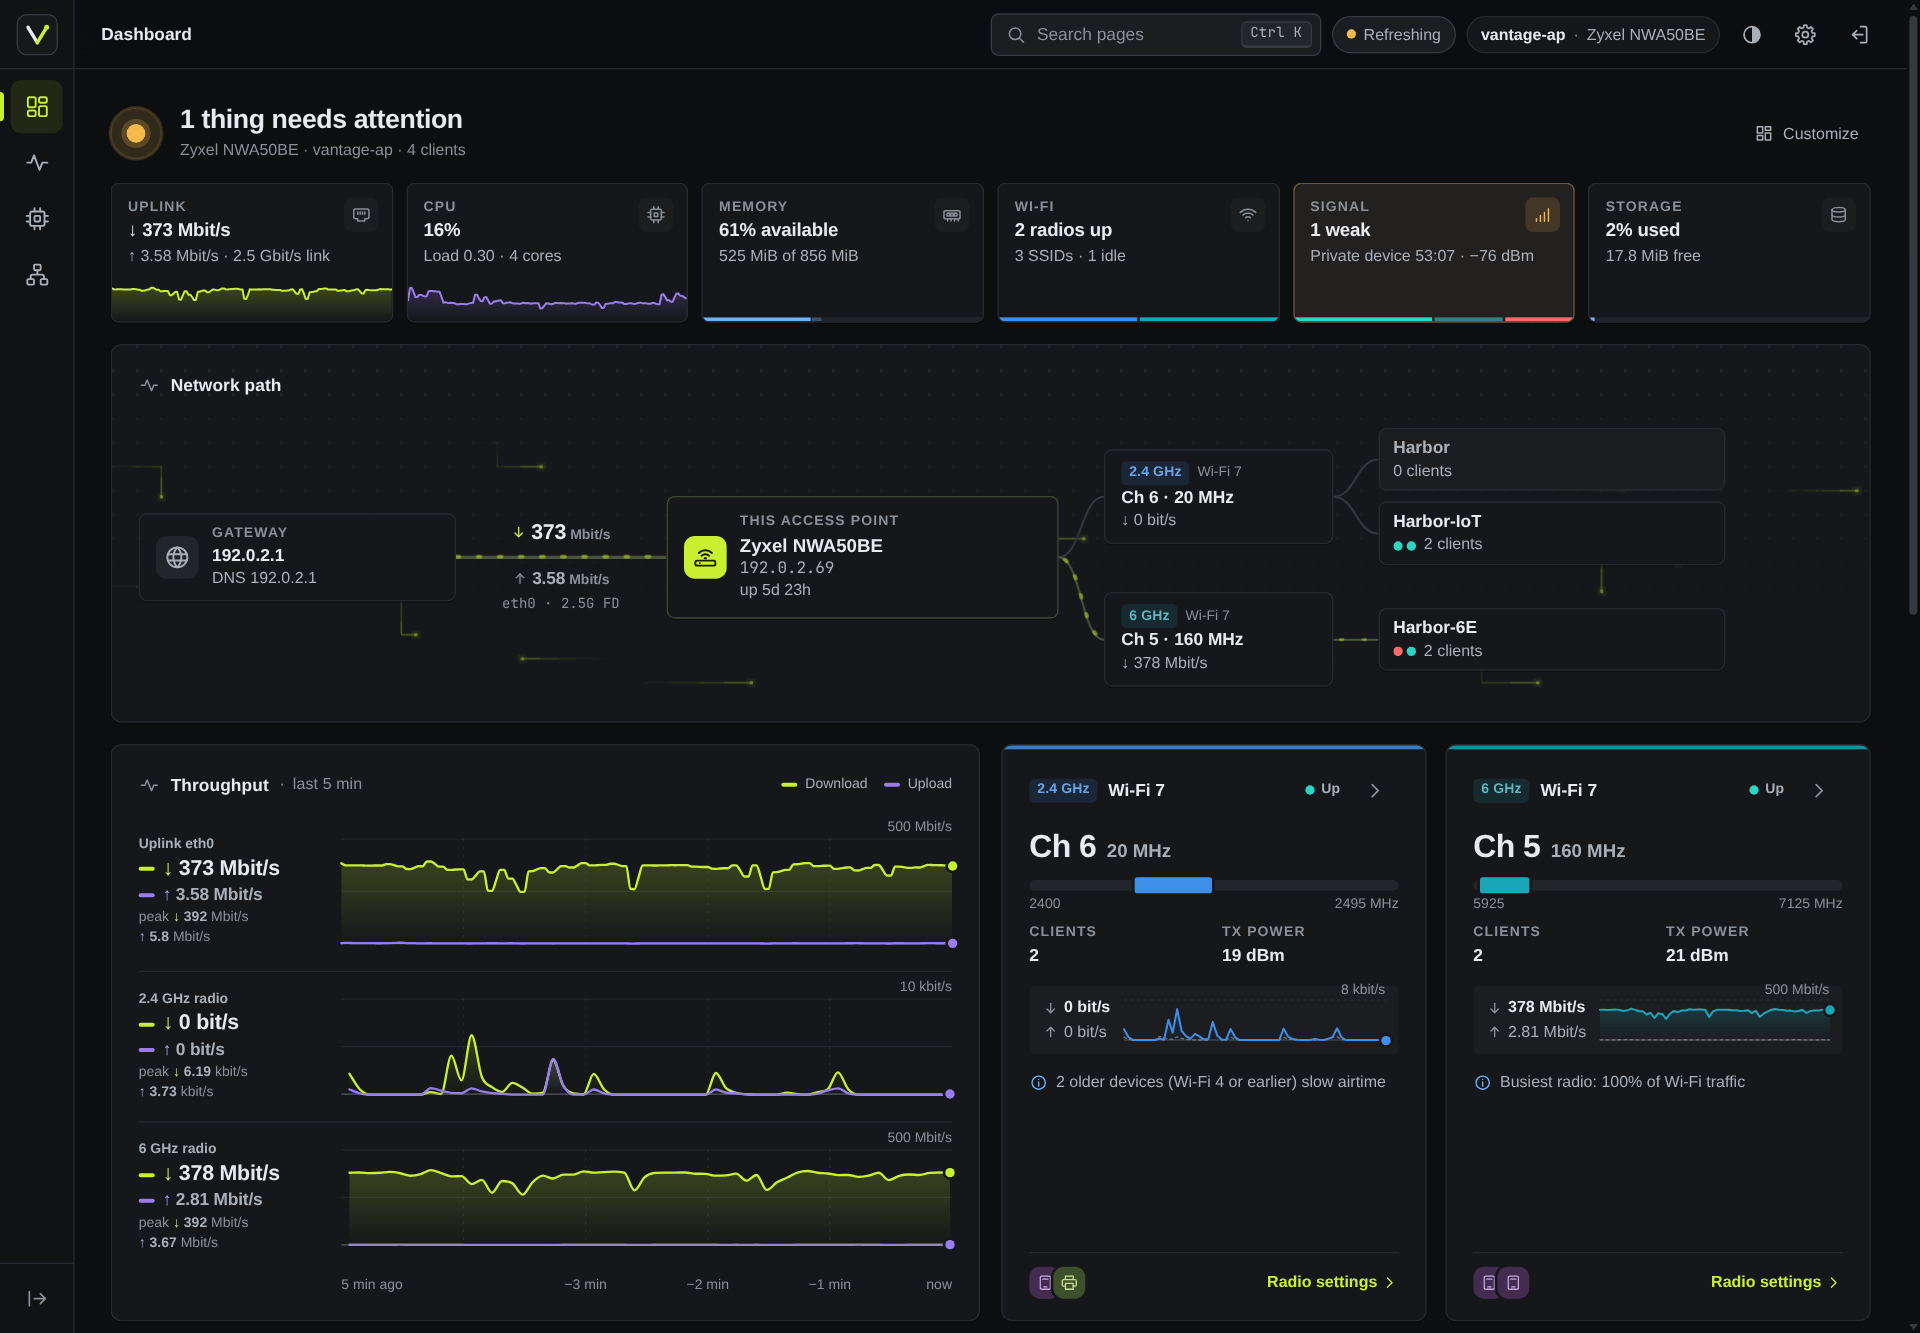 Dashboard
Search pages
Ctrl K
Refreshing
vantage-ap · Zyxel NWA50BE
1 thing needs attention
Zyxel NWA50BE · vantage-ap · 4 clients
Customize
UPLINK
↓ 373 Mbit/s
↑ 3.58 Mbit/s · 2.5 Gbit/s link
CPU
16%
Load 0.30 · 4 cores
MEMORY
61% available
525 MiB of 856 MiB
WI-FI
2 radios up
3 SSIDs · 1 idle
SIGNAL
1 weak
Private device 53:07 · −76 dBm
STORAGE
2% used
17.8 MiB free
Network path
GATEWAY
192.0.2.1
DNS 192.0.2.1
↓ 373 Mbit/s
↑ 3.58 Mbit/s
eth0 · 2.5G FD
THIS ACCESS POINT
Zyxel NWA50BE
192.0.2.69
up 5d 23h
2.4 GHz Wi-Fi 7
Ch 6 · 20 MHz
↓ 0 bit/s
6 GHz Wi-Fi 7
Ch 5 · 160 MHz
↓ 378 Mbit/s
Harbor
0 clients
Harbor-IoT
2 clients
Harbor-6E
2 clients
Throughput · last 5 min
Download
Upload
500 Mbit/s
Uplink eth0
↓ 373 Mbit/s
↑ 3.58 Mbit/s
peak ↓ 392 Mbit/s
↑ 5.8 Mbit/s
10 kbit/s
2.4 GHz radio
↓ 0 bit/s
↑ 0 bit/s
peak ↓ 6.19 kbit/s
↑ 3.73 kbit/s
500 Mbit/s
6 GHz radio
↓ 378 Mbit/s
↑ 2.81 Mbit/s
peak ↓ 392 Mbit/s
↑ 3.67 Mbit/s
5 min ago
−3 min
−2 min
−1 min
now
2.4 GHz Wi-Fi 7
Up
Ch 6 20 MHz
2400
2495 MHz
CLIENTS
2
TX POWER
19 dBm
8 kbit/s
↓ 0 bit/s
↑ 0 bit/s
2 older devices (Wi-Fi 4 or earlier) slow airtime
Radio settings
6 GHz Wi-Fi 7
Up
Ch 5 160 MHz
5925
7125 MHz
CLIENTS
2
TX POWER
21 dBm
500 Mbit/s
↓ 378 Mbit/s
↑ 2.81 Mbit/s
Busiest radio: 100% of Wi-Fi traffic
Radio settings